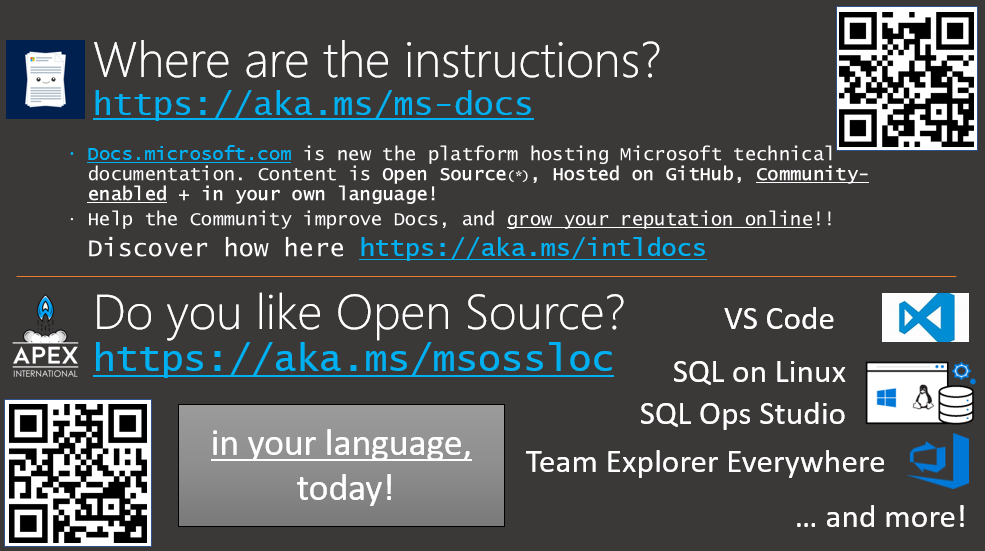 Where are the instructions?
https://aka.ms/ms-docs
· Docs.microsoft.com is new the platform hosting Microsoft technical
documentation. Content is Open Source(*), Hosted on GitHub, Community-
enabled + in your own language!
· Help the Community improve Docs, and grow your reputation online!!
Discover how here https://aka.ms/intldocs
Do you like Open Source?
https://aka.ms/msossloc
APEX
INTERNATIONAL
VS Code
SQL on Linux
SQL Ops Studio
Team Explorer Everywhere
… and more!
in your language,
today!